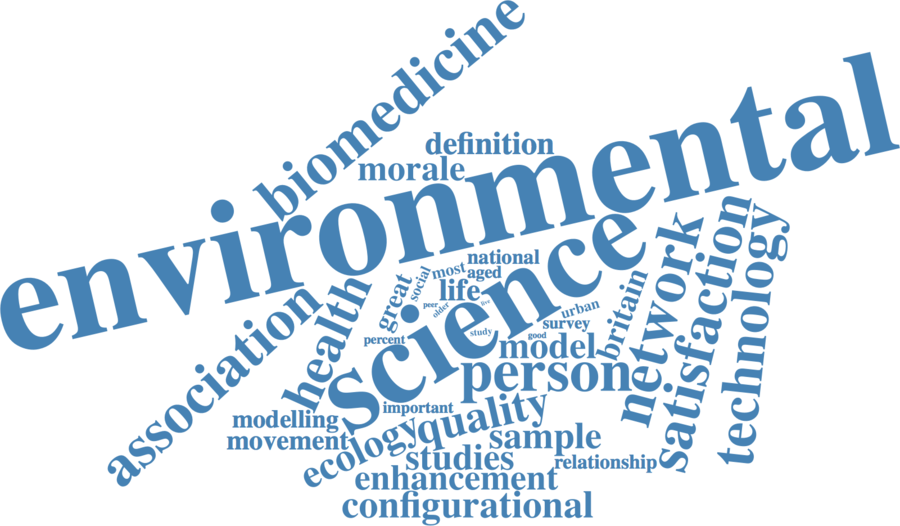 biomedicine
definition
morale
environmental
science
national
most
aged
social
great
life
peer
older
live
study
percent
urban
survey
good
britain
network
satisfaction
technology
health
association
model
person
important
modelling
movement
quality
ecology
sample
studies
relationship
enhancement
configurational